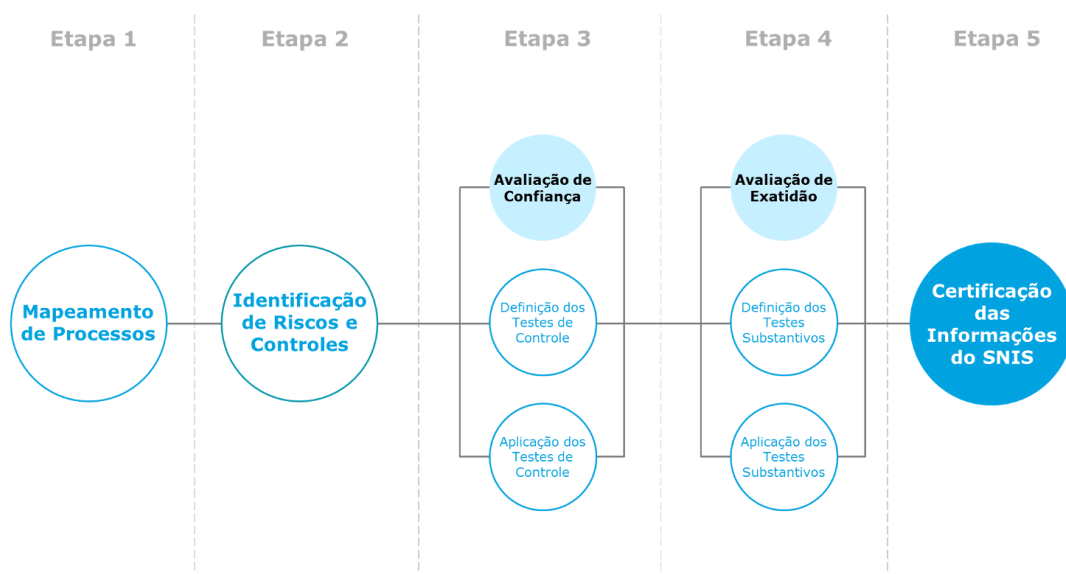 Etapa 1
Etapa 2
Etapa 3
Etapa 4
Etapa 5
Mapeamento
de Processos
Identificação
de Riscos e
Controles
Avaliação de
Confiança
Definição dos
Testes de
Controle
Aplicação dos
Testes de
Controle
Avaliação de
Exatidão
Definição dos
Testes
Substantivos
Aplicação dos
Testes
Substantivos
Certificação
das
Informações
do SNIS